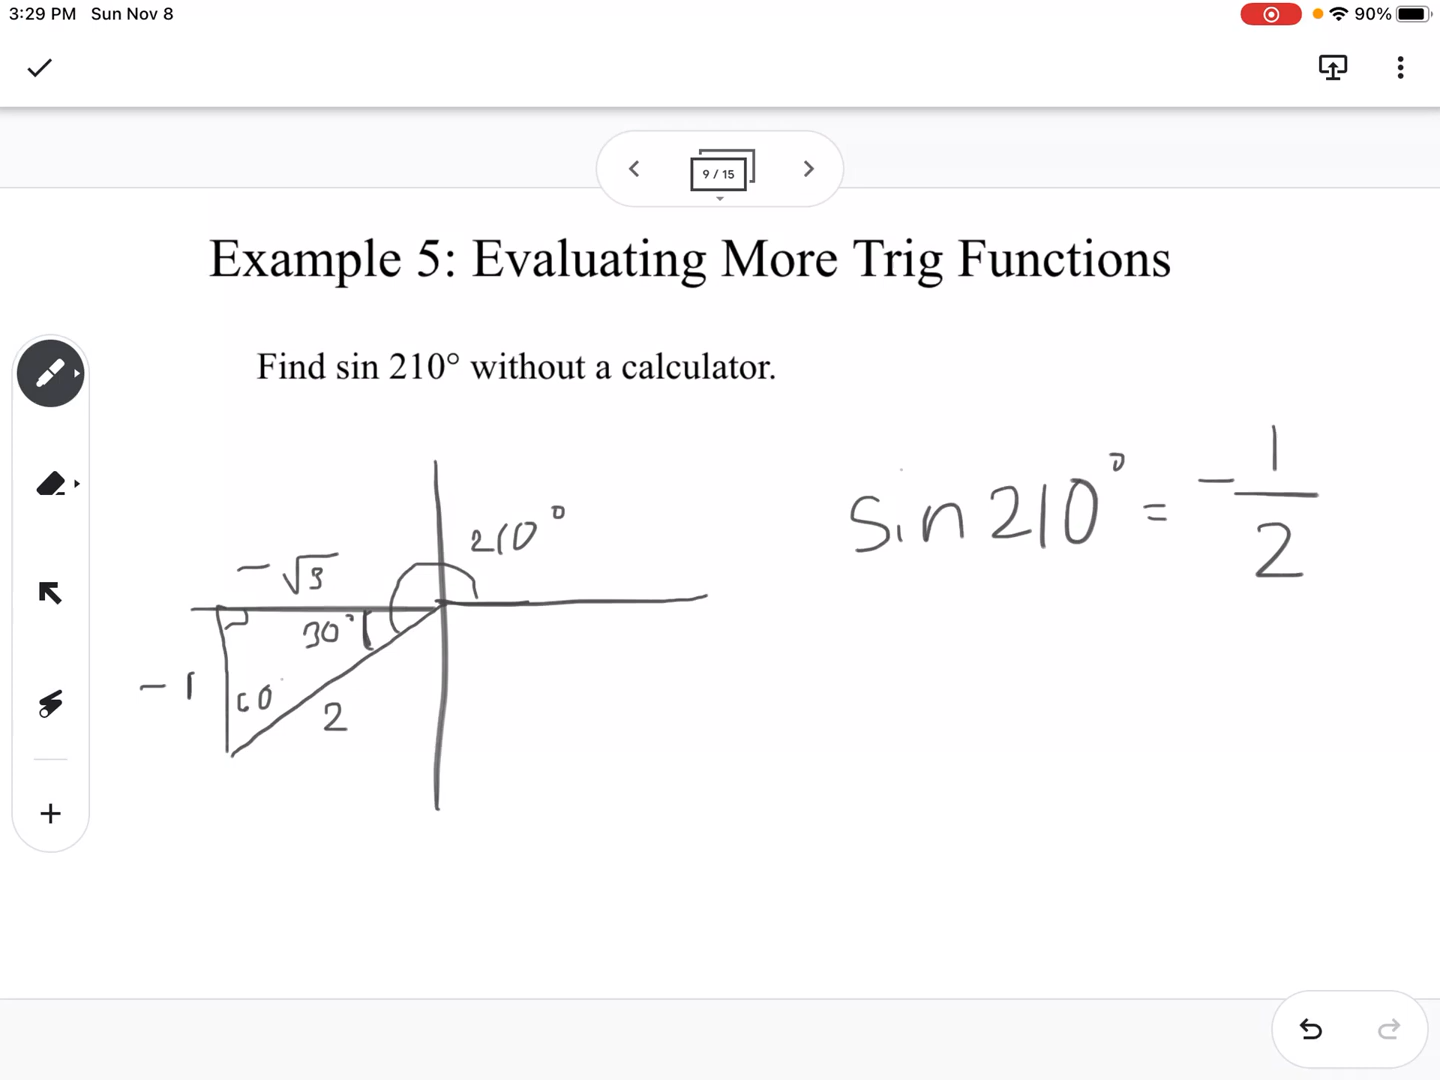 3:29 PM Sun Nov 8
90%
9 / 15
Example 5: Evaluating More Trig Functions
Find sin 210° without a calculator.
sin 210° = - 1/2
210°
-√3
30°
-1
60°
2